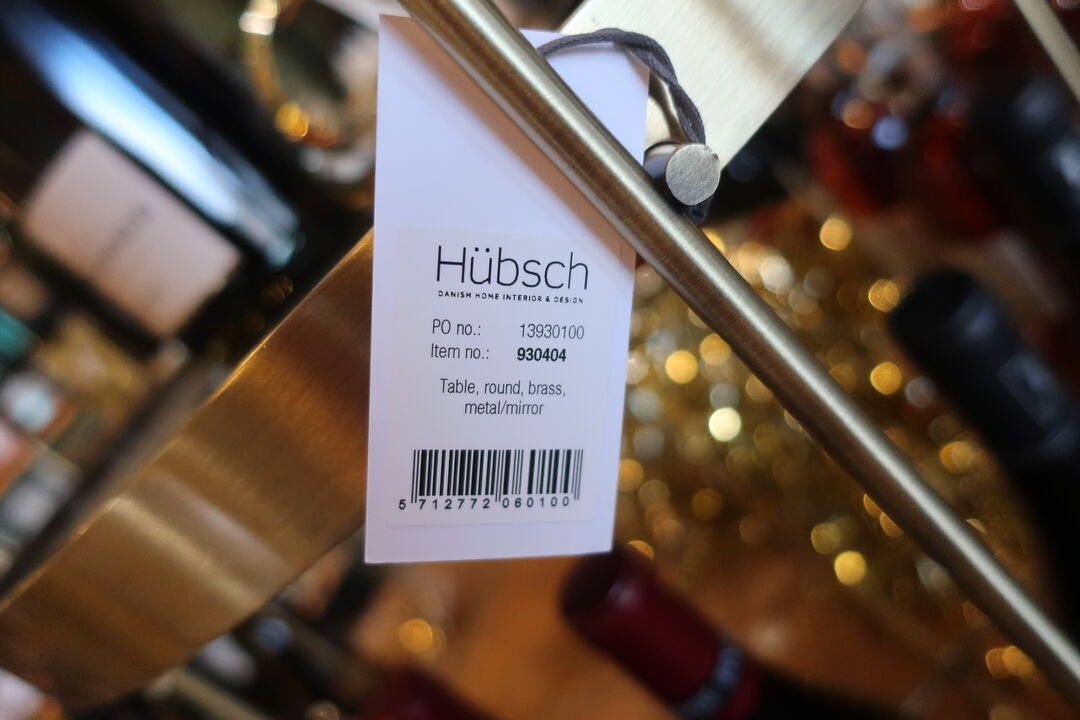 Hübsch
DANISH HOME INTERIOR & DESIGN
PO no.: 13930100
Item no.: 930404
Table, round, brass,
metal/mirror
5 712772 060100